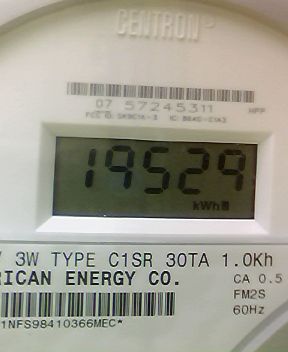 CENTRON
07 57245311
19529
kWh
V 3W TYPE C1SR 30TA 1.0Kh
RICAN ENERGY CO.
CA 0.5
FM2S
60Hz
1NFS98410366MEC*